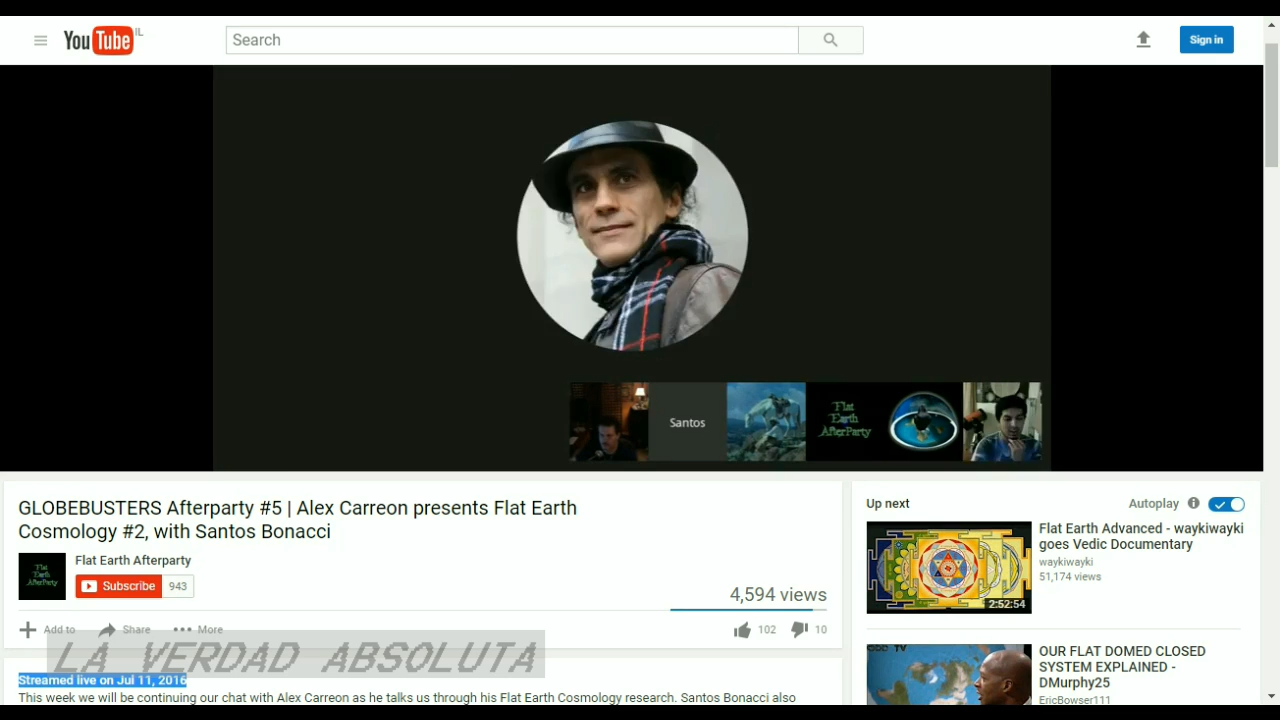 YouTube IL
Search
Sign in
Santos
Flat
Earth
AfterParty
GLOBEBUSTERS Afterparty #5 | Alex Carreon presents Flat Earth
Cosmology #2, with Santos Bonacci
Flat
Earth
AfterParty
Flat Earth Afterparty
Subscribe 943
4,594 views
Add to Share More
102 10
LA VERDAD ABSOLUTA
Streamed live on Jul 11, 2016
This week we will be continuing our chat with Alex Carreon as he talks us through his Flat Earth Cosmology research. Santos Bonacci also
Up next
Autoplay
2:52:54
Flat Earth Advanced - waykiwayki
goes Vedic Documentary
waykiwayki
51,174 views
OUR FLAT DOMED CLOSED
SYSTEM EXPLAINED -
DMurphy25
EricBowser111